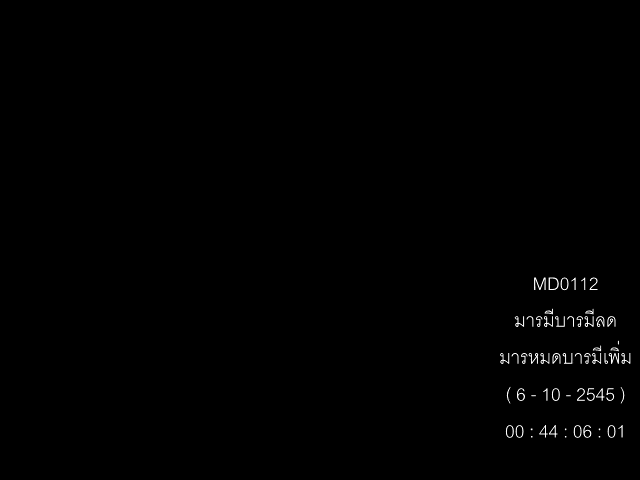 MD0112
มารมีบารมีลด
มารหมดบารมีเพิ่ม
( 6 - 10 - 2545 )
00 : 44 : 06 : 01